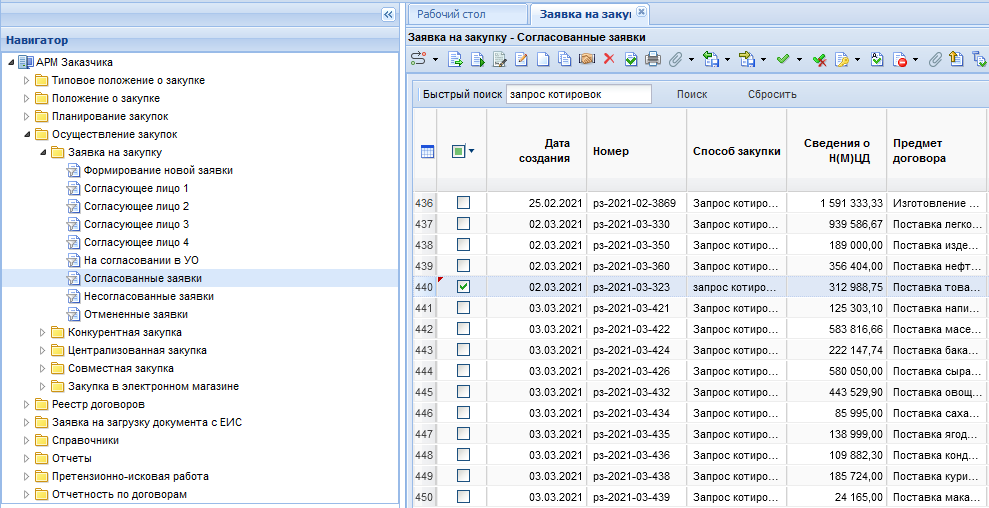 Рабочий стол
Заявка на закуп
Навигатор
Заявка на закупку - Согласованные заявки
АРМ Заказчика
Типовое положение о закупке
Положение о закупке
Планирование закупок
Осуществление закупок
Заявка на закупку
Формирование новой заявки
Согласующее лицо 1
Согласующее лицо 2
Согласующее лицо 3
Согласующее лицо 4
На согласовании в УО
Согласованные заявки
Несогласованные заявки
Отмененные заявки
Конкурентная закупка
Централизованная закупка
Совместная закупка
Закупка в электронном магазине
Реестр договоров
Заявка на загрузку документа с ЕИС
Справочники
Отчеты
Претензионно-исковая работа
Отчетность по договорам
Быстрый поиск запрос котировок Поиск Сбросить
Дата создания Номер Способ закупки Сведения о Н(М)ЦД Предмет договора
436 25.02.2021 pз-2021-02-3869 Запрос котиро... 1 591 333,33 Изготовление ...
437 02.03.2021 pз-2021-03-330 Запрос котиро... 939 586,67 Поставка легко...
438 02.03.2021 pз-2021-03-350 Запрос котиро... 189 000,00 Поставка изде...
439 02.03.2021 pз-2021-03-360 Запрос котиро... 356 404,00 Поставка нефт...
440 02.03.2021 pз-2021-03-323 запрос котиро... 312 988,75 Поставка това...
441 03.03.2021 pз-2021-03-421 Запрос котиро... 125 303,10 Поставка напи...
442 03.03.2021 pз-2021-03-422 Запрос котиро... 583 816,66 Поставка масе...
443 03.03.2021 pз-2021-03-424 Запрос котиро... 222 147,74 Поставка бака...
444 03.03.2021 pз-2021-03-426 Запрос котиро... 580 050,00 Поставка сыра...
445 03.03.2021 pз-2021-03-432 Запрос котиро... 443 529,90 Поставка овощ...
446 03.03.2021 pз-2021-03-434 Запрос котиро... 85 995,00 Поставка саха...
447 03.03.2021 pз-2021-03-435 Запрос котиро... 138 999,00 Поставка ягод...
448 03.03.2021 pз-2021-03-436 Запрос котиро... 109 882,30 Поставка конд...
449 03.03.2021 pз-2021-03-438 Запрос котиро... 185 724,00 Поставка кури...
450 03.03.2021 pз-2021-03-439 Запрос котиро... 24 165,00 Поставка мака...